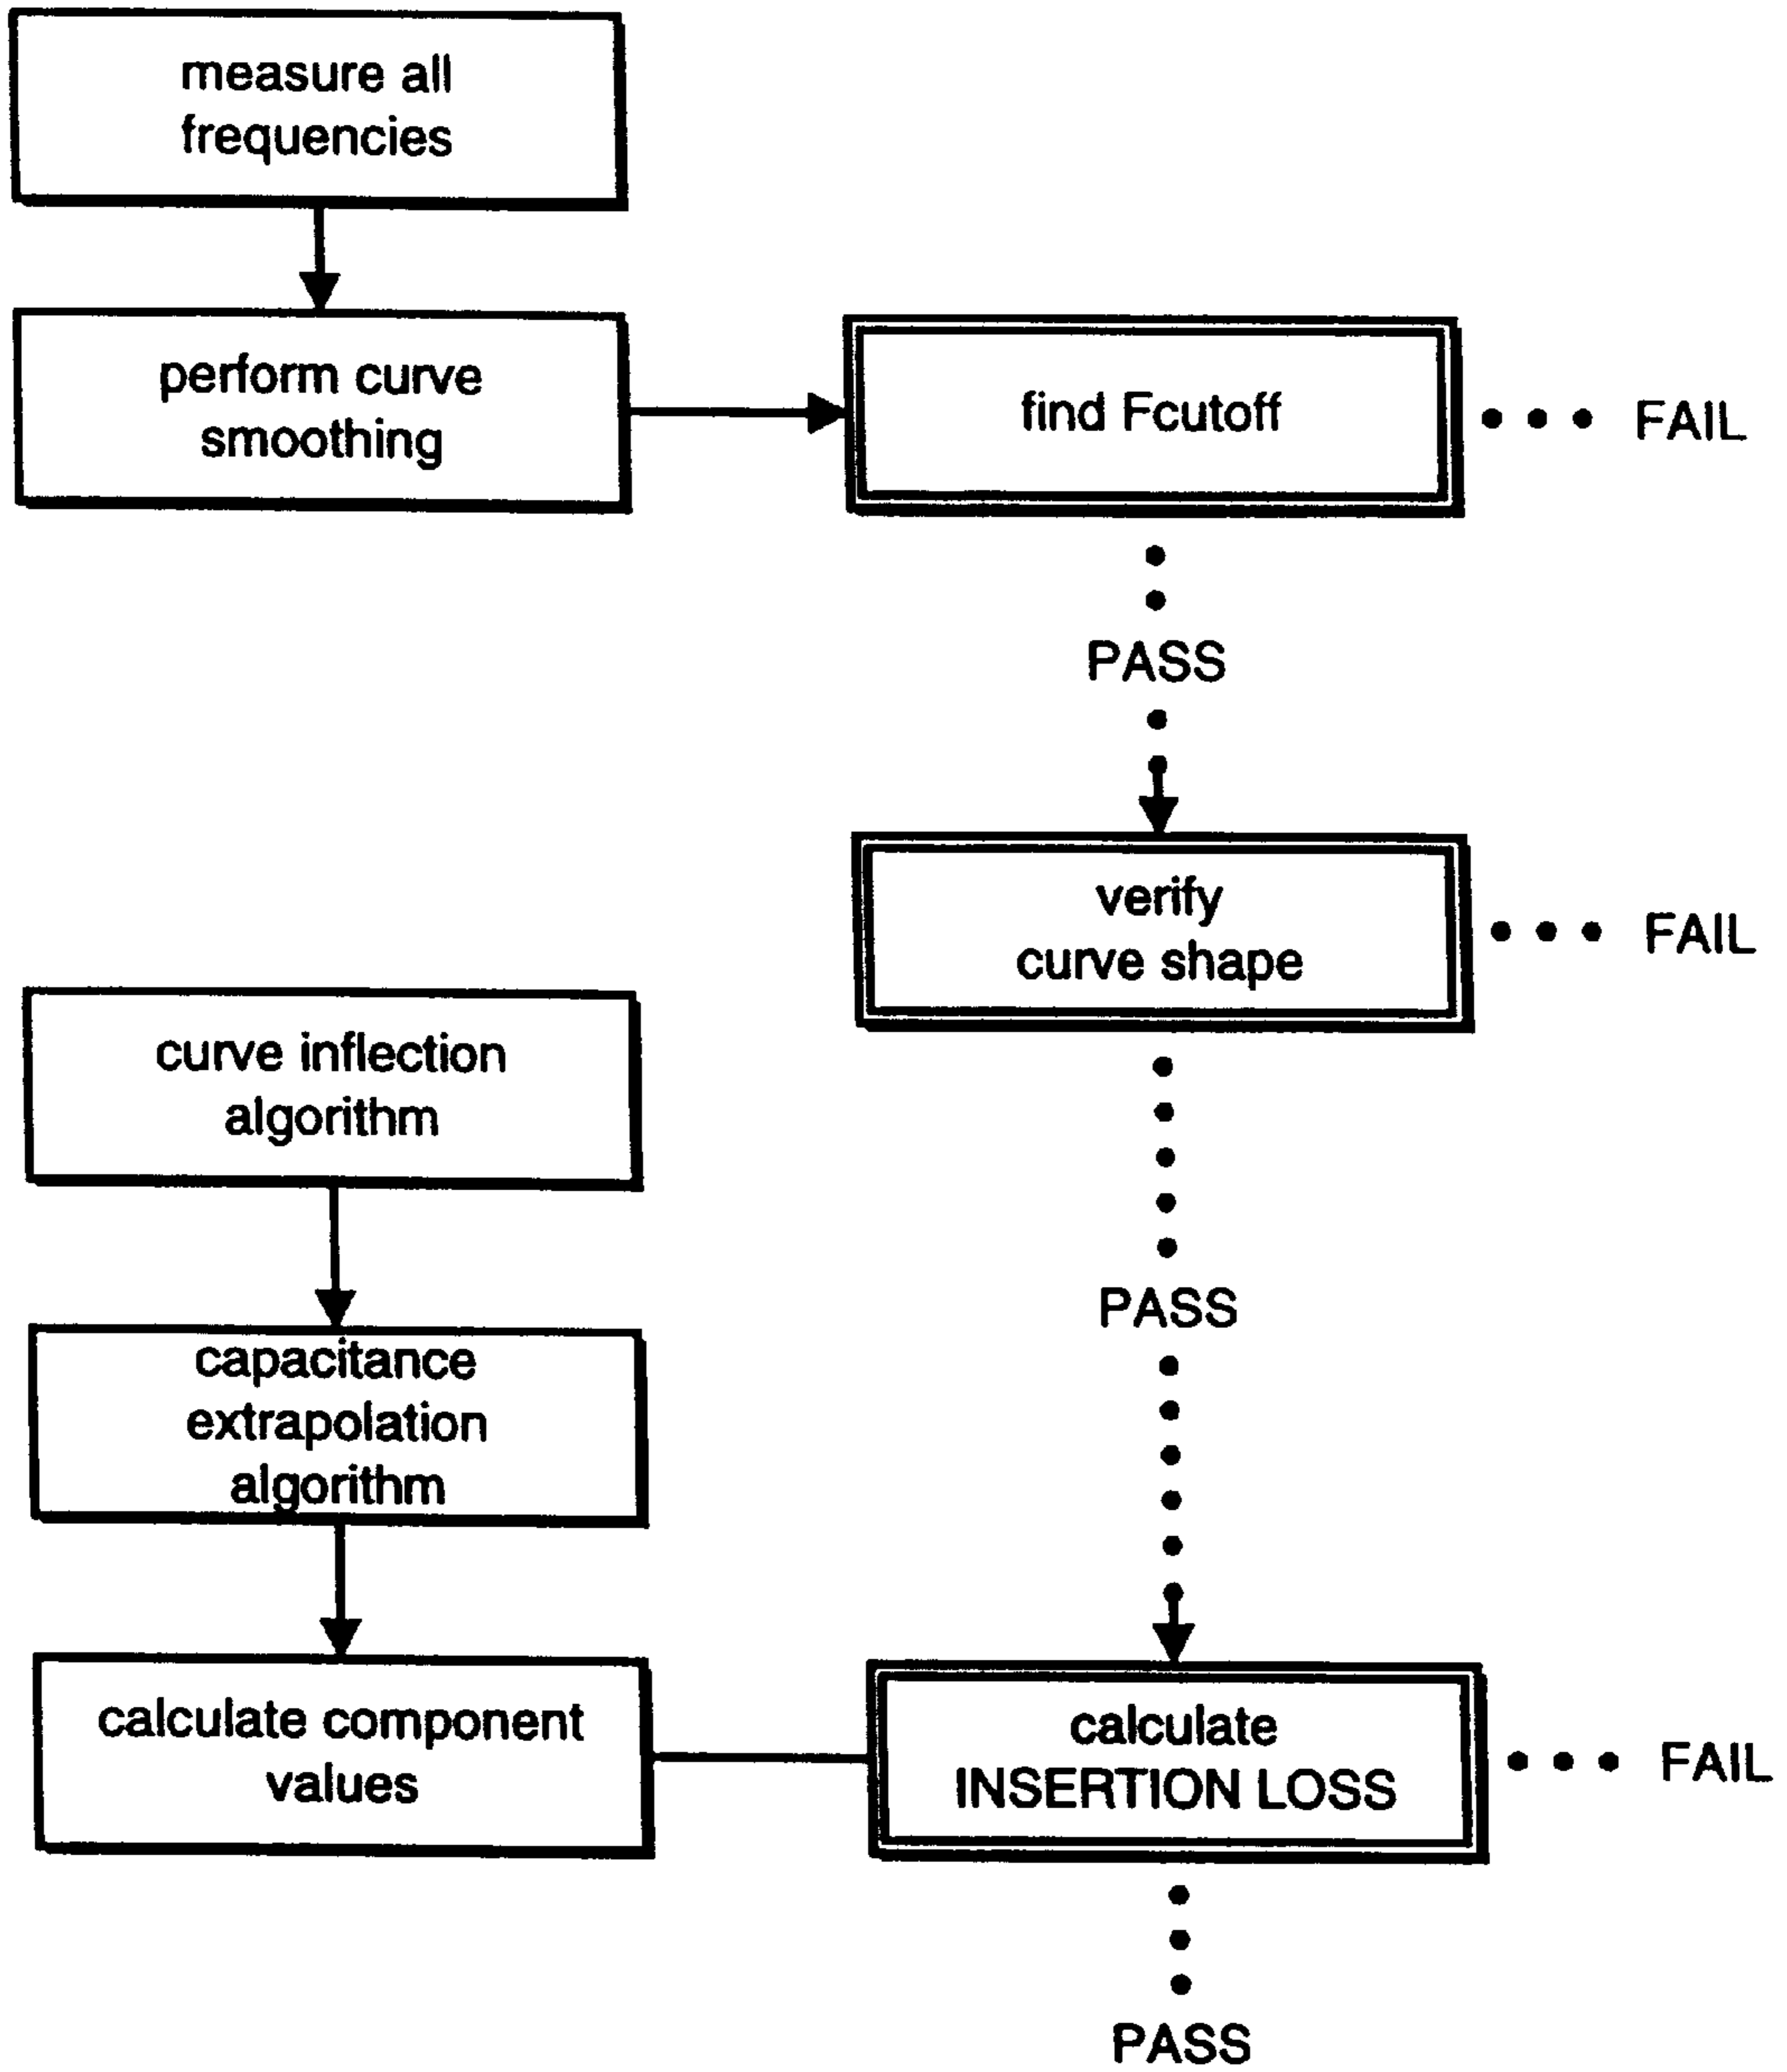 measure all
frequencies
perform curve
smoothing
find Fcutoff
FAIL
PASS
verify
curve shape
FAIL
curve inflection
algorithm
PASS
capacitance
extrapolation
algorithm
calculate component
values
calculate
INSERTION LOSS
FAIL
PASS